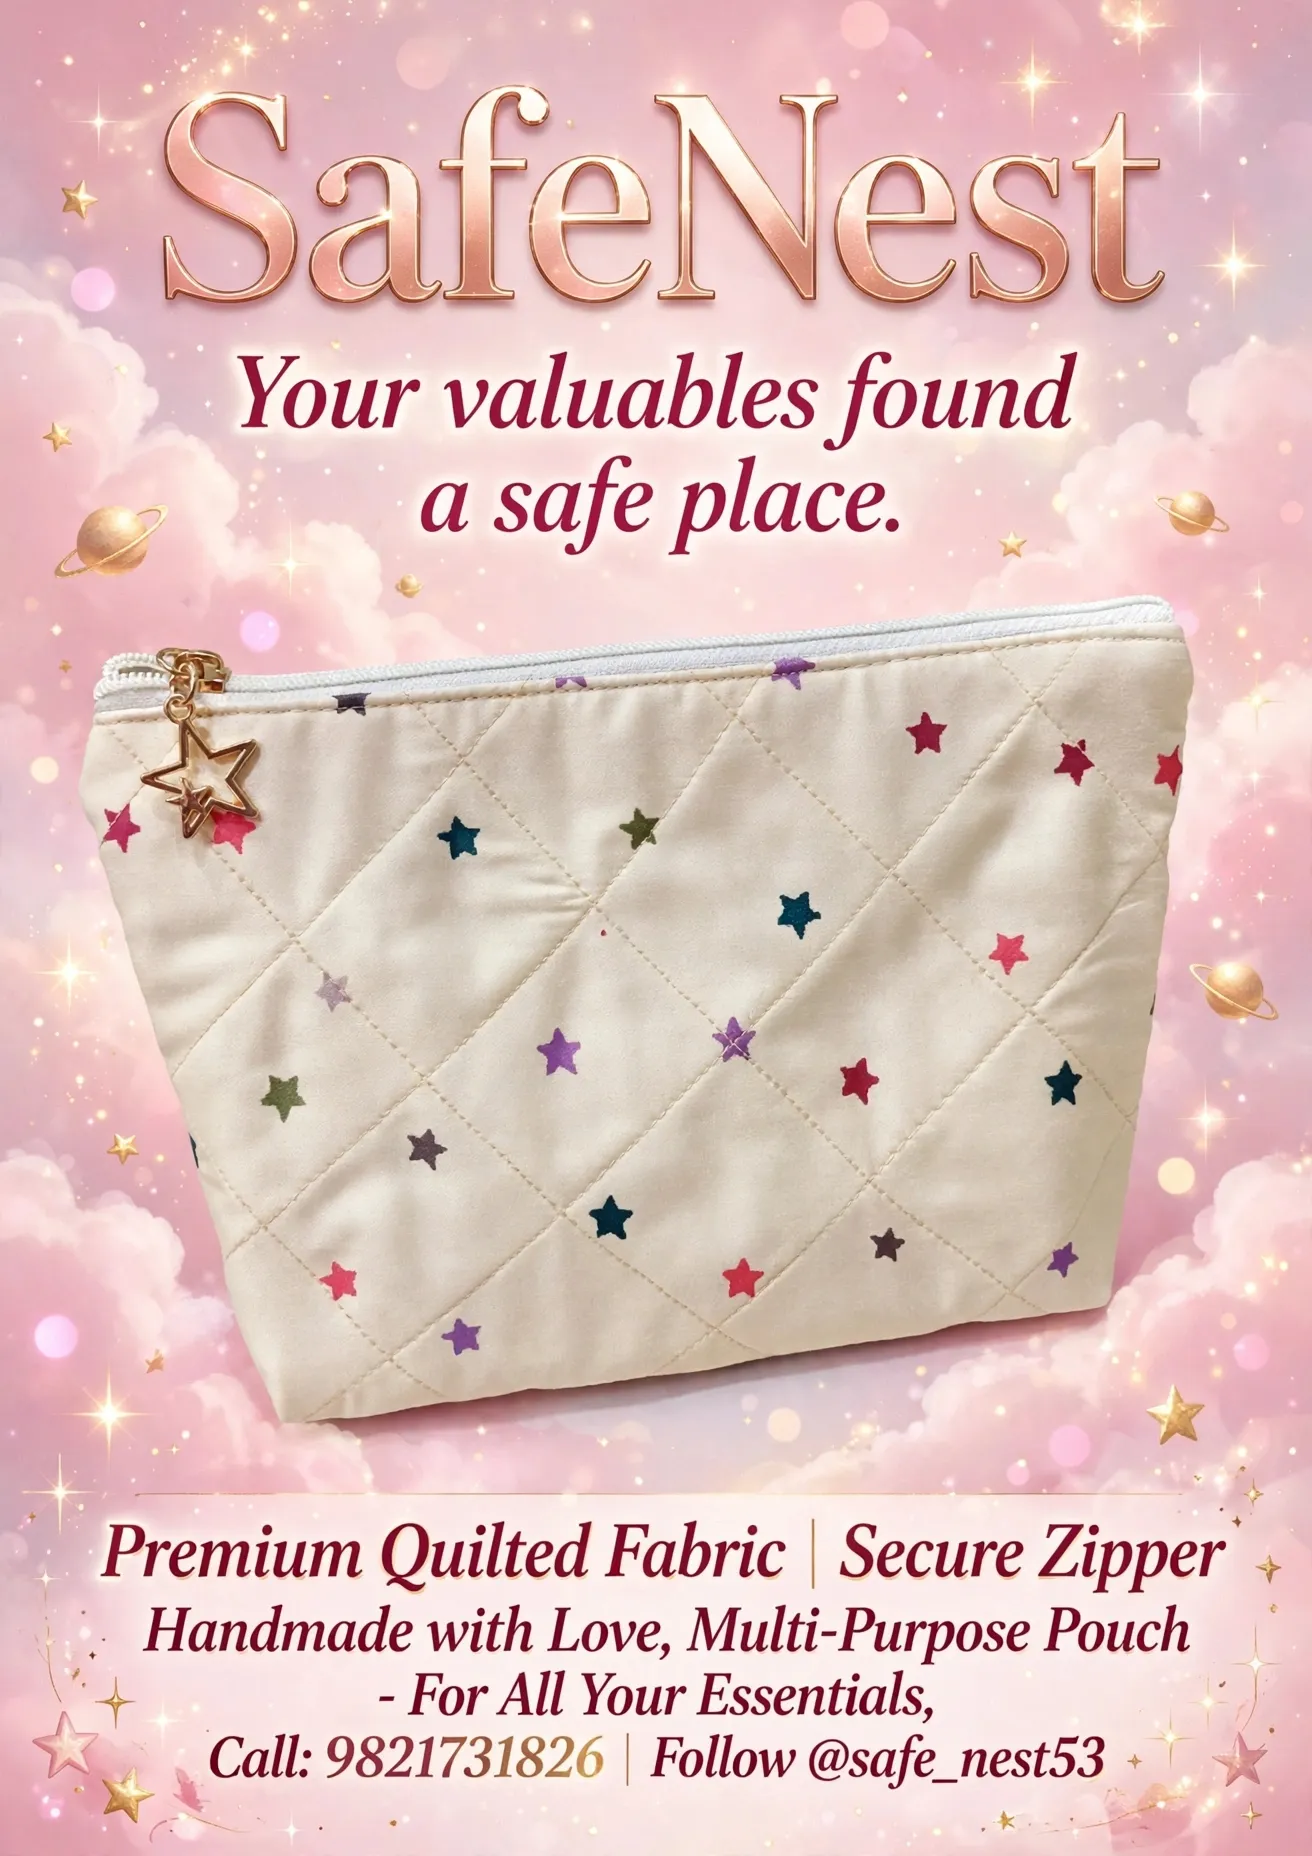 SafeNest
Your valuables found
a safe place.
Premium Quilted Fabric | Secure Zipper
Handmade with Love, Multi-Purpose Pouch
- For All Your Essentials,
Call: 9821731826 | Follow @safe_nest53